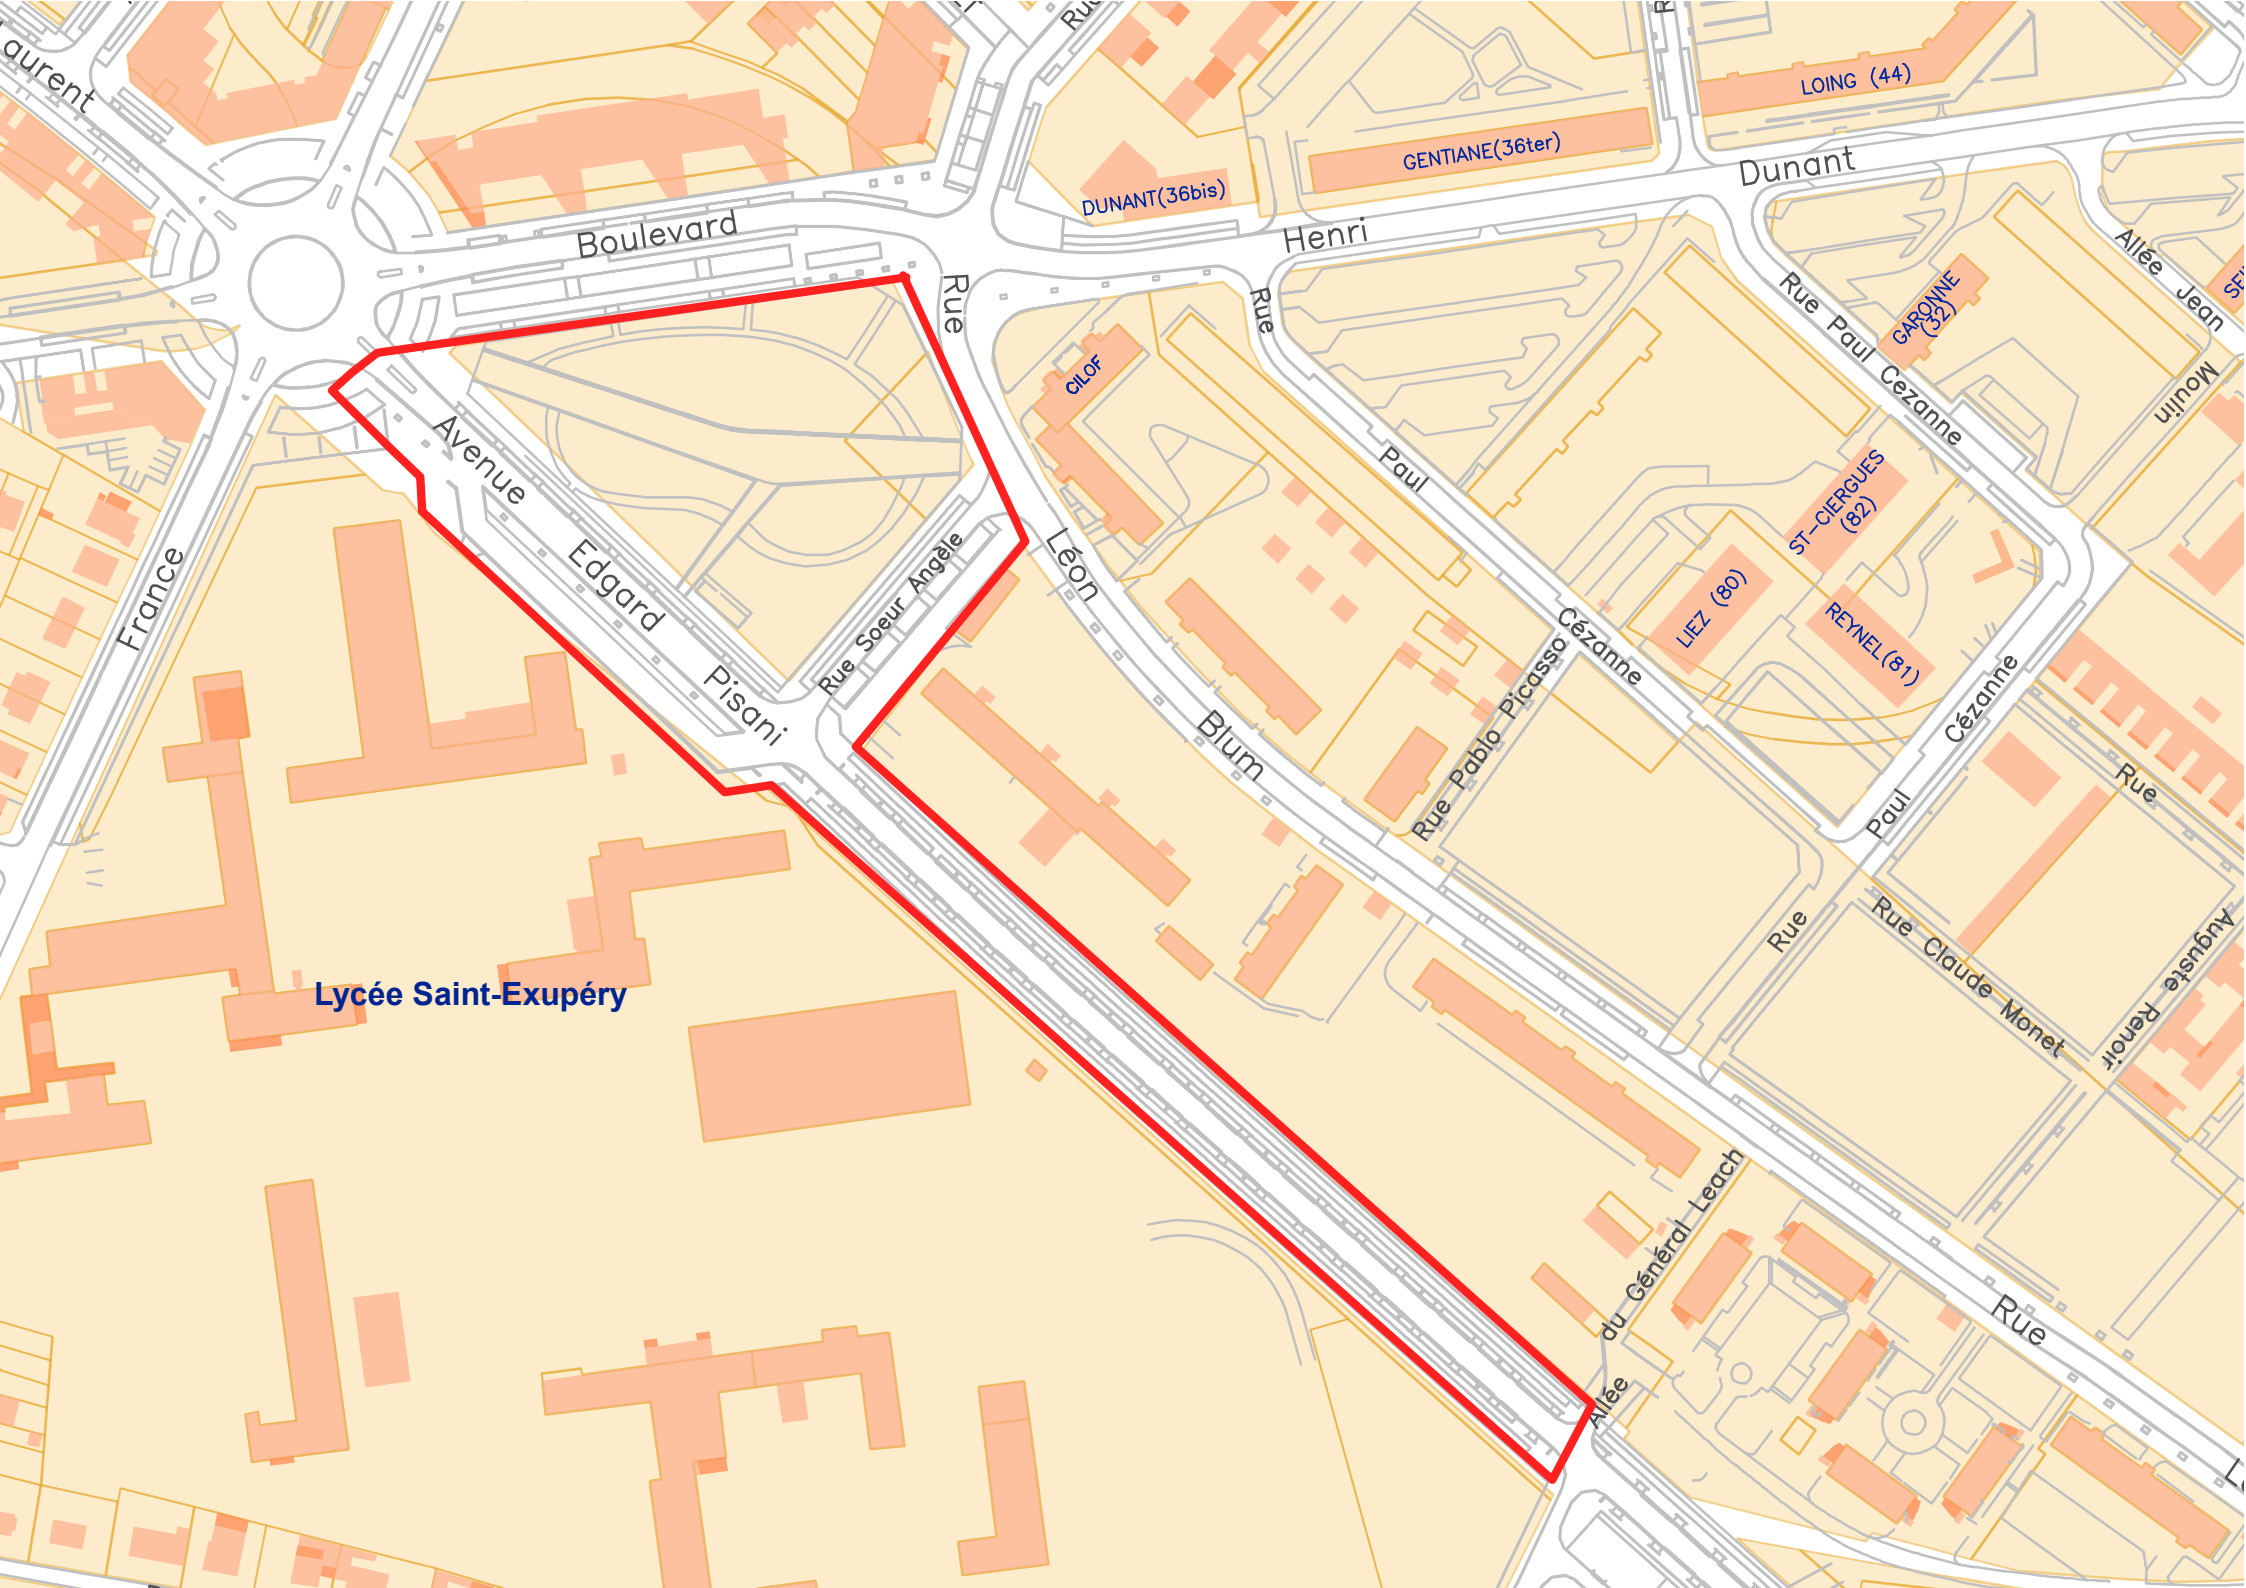 aurent
LOING (44)
GENTIANE(36ter)
Dunant
DUNANT(36bis)
Boulevard
Henri
Rue
Rue
Rue
Allée
Jean
Moulin
GARONNE
(32)
Rue Paul Cezanne
CILOF
Avenue
Edgard
Pisani
Paul
Cézanne
ST-CIERGUES
(82)
LIEZ (80)
REYNEL(81)
France
Léon
Blum
Rue Soeur Angèle
Rue Pablo Picasso
Cézanne
Paul
Rue
Rue
Rue Claude Monet
Auguste
Renoir
Lycée Saint-Exupéry
Allée
du Général Leach
Rue